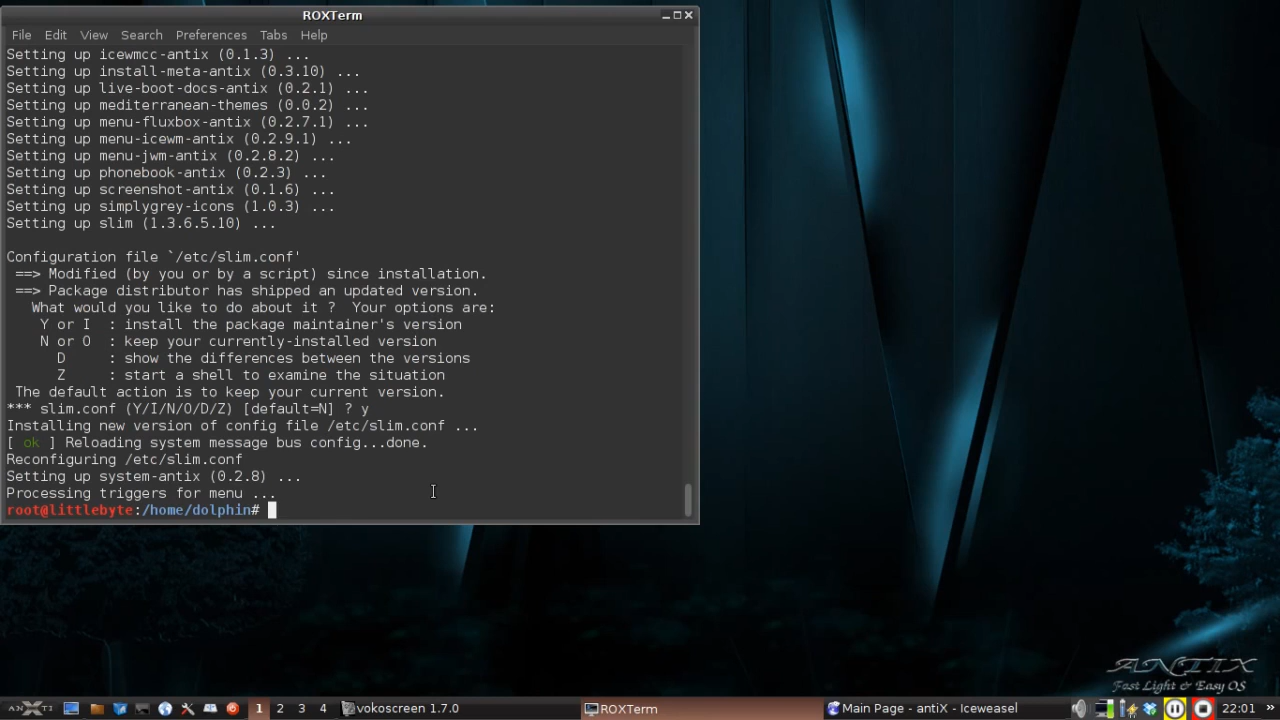 ROXTerm
File Edit View Search Preferences Tabs Help
Setting up icewmcc-antix (0.1.3) ...
Setting up install-meta-antix (0.3.10) ...
Setting up live-boot-docs-antix (0.2.1) ...
Setting up mediterranean-themes (0.0.2) ...
Setting up menu-fluxbox-antix (0.2.7.1) ...
Setting up menu-icewm-antix (0.2.9.1) ...
Setting up menu-jwm-antix (0.2.8.2) ...
Setting up phonebook-antix (0.2.3) ...
Setting up screenshot-antix (0.1.6) ...
Setting up simplygrey-icons (1.0.3) ...
Setting up slim (1.3.6.5.10) ...
Configuration file `/etc/slim.conf'
==> Modified (by you or by a script) since installation.
==> Package distributor has shipped an updated version.
What would you like to do about it ?  Your options are:
Y or I  : install the package maintainer's version
N or O  : keep your currently-installed version
D     : show the differences between the versions
Z     : start a shell to examine the situation
The default action is to keep your current version.
*** slim.conf (Y/I/N/O/D/Z) [default=N] ? y
Installing new version of config file /etc/slim.conf ...
[ ok ] Reloading system message bus config...done.
Reconfiguring /etc/slim.conf
Setting up system-antix (0.2.8) ...
Processing triggers for menu ...
root@littlebyte:/home/dolphin#
ANTIX
Fast Light & Easy OS
ANTI 1 2 3 4 vokoscreen 1.7.0 ROXTerm Main Page - antiX - Iceweasel 22:01 »